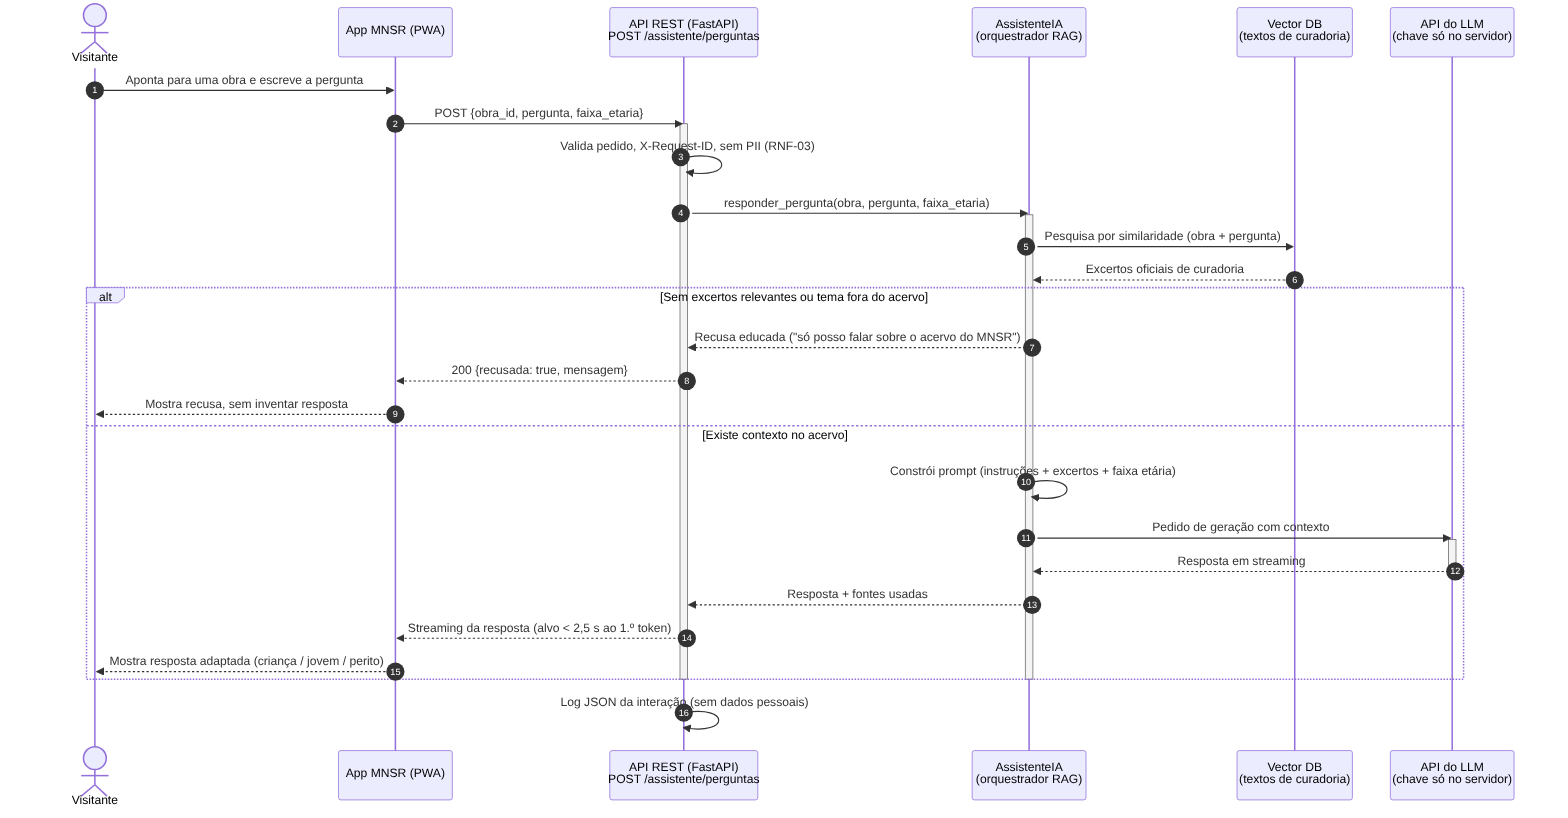 Visitante
App MNSR (PWA)
API REST (FastAPI)
POST /assistente/perguntas
AssistenteIA
(orquestrador RAG)
Vector DB
(textos de curadoria)
API do LLM
(chave só no servidor)
1
Aponta para uma obra e escreve a pergunta
2
POST {obra_id, pergunta, faixa_etaria}
Valida pedido, X-Request-ID, sem PII (RNF-03)
3
4
responder_pergunta(obra, pergunta, faixa_etaria)
5
Pesquisa por similaridade (obra + pergunta)
Excertos oficiais de curadoria
6
alt
[Sem excertos relevantes ou tema fora do acervo]
Recusa educada ("só posso falar sobre o acervo do MNSR")
7
200 {recusada: true, mensagem}
8
Mostra recusa, sem inventar resposta
9
[Existe contexto no acervo]
Constrói prompt (instruções + excertos + faixa etária)
10
11
Pedido de geração com contexto
Resposta em streaming
12
Resposta + fontes usadas
13
Streaming da resposta (alvo < 2,5 s ao 1.º token)
14
Mostra resposta adaptada (criança / jovem / perito)
15
Log JSON da interação (sem dados pessoais)
16
Visitante
App MNSR (PWA)
API REST (FastAPI)
POST /assistente/perguntas
AssistenteIA
(orquestrador RAG)
Vector DB
(textos de curadoria)
API do LLM
(chave só no servidor)